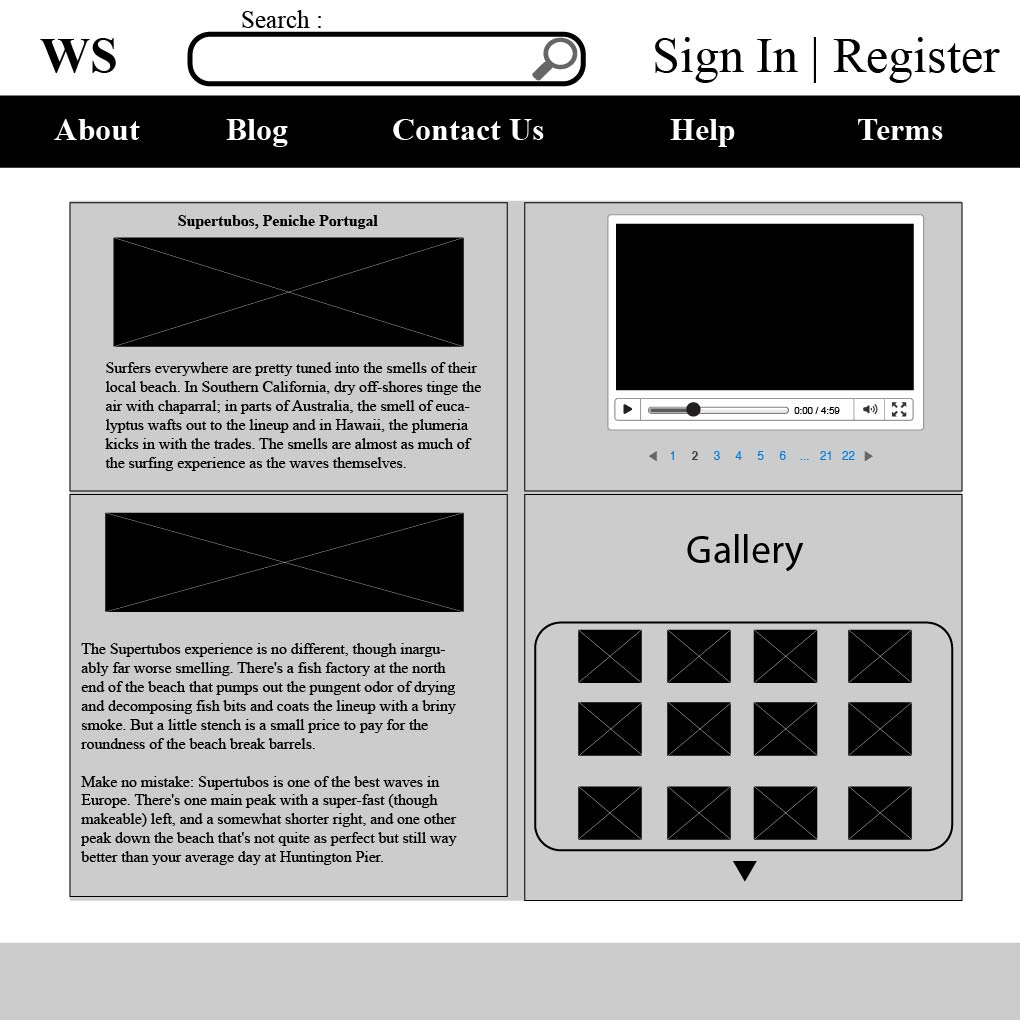 Search :
WS
Sign In | Register
About Blog Contact Us Help Terms
Supertubos, Peniche Portugal
Surfers everywhere are pretty tuned into the smells of their
local beach. In Southern California, dry off-shores tinge the
air with chaparral; in parts of Australia, the smell of euca-
lyptus wafts out to the lineup and in Hawaii, the plumeria
kicks in with the trades. The smells are almost as much of
the surfing experience as the waves themselves.
0:00 / 4:59
1 2 3 4 5 6 ... 21 22
The Supertubos experience is no different, though inargu-
ably far worse smelling. There's a fish factory at the north
end of the beach that pumps out the pungent odor of drying
and decomposing fish bits and coats the lineup with a briny
smoke. But a little stench is a small price to pay for the
roundness of the beach break barrels.
Make no mistake: Supertubos is one of the best waves in
Europe. There's one main peak with a super-fast (though
makeable) left, and a somewhat shorter right, and one other
peak down the beach that's not quite as perfect but still way
better than your average day at Huntington Pier.
Gallery